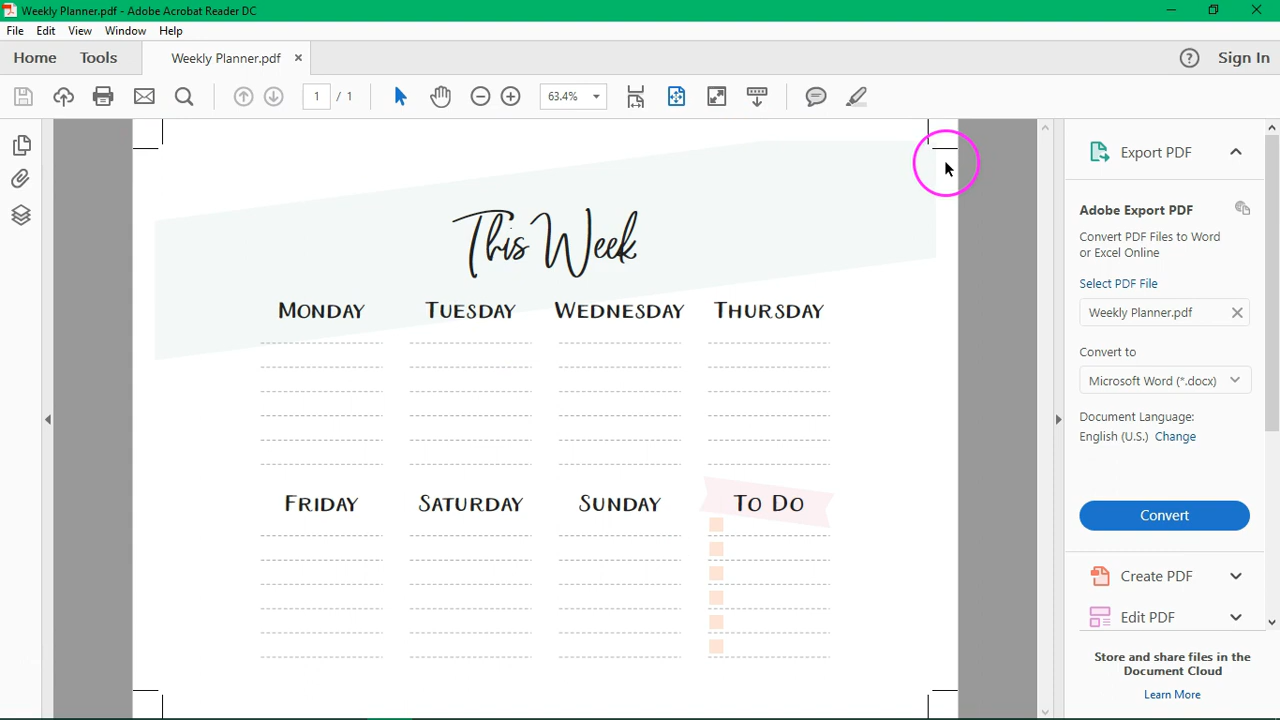 Weekly Planner.pdf - Adobe Acrobat Reader DC
File Edit View Window Help
Home Tools Weekly Planner.pdf Sign In
1 / 1 63.4%
Export PDF
Adobe Export PDF
Convert PDF Files to Word
or Excel Online
Select PDF File
Weekly Planner.pdf
Convert to
Microsoft Word (*.docx)
Document Language:
English (U.S.) Change
Convert
Create PDF
Edit PDF
Store and share files in the
Document Cloud
Learn More
This Week
Monday Tuesday Wednesday Thursday
Friday Saturday Sunday To Do